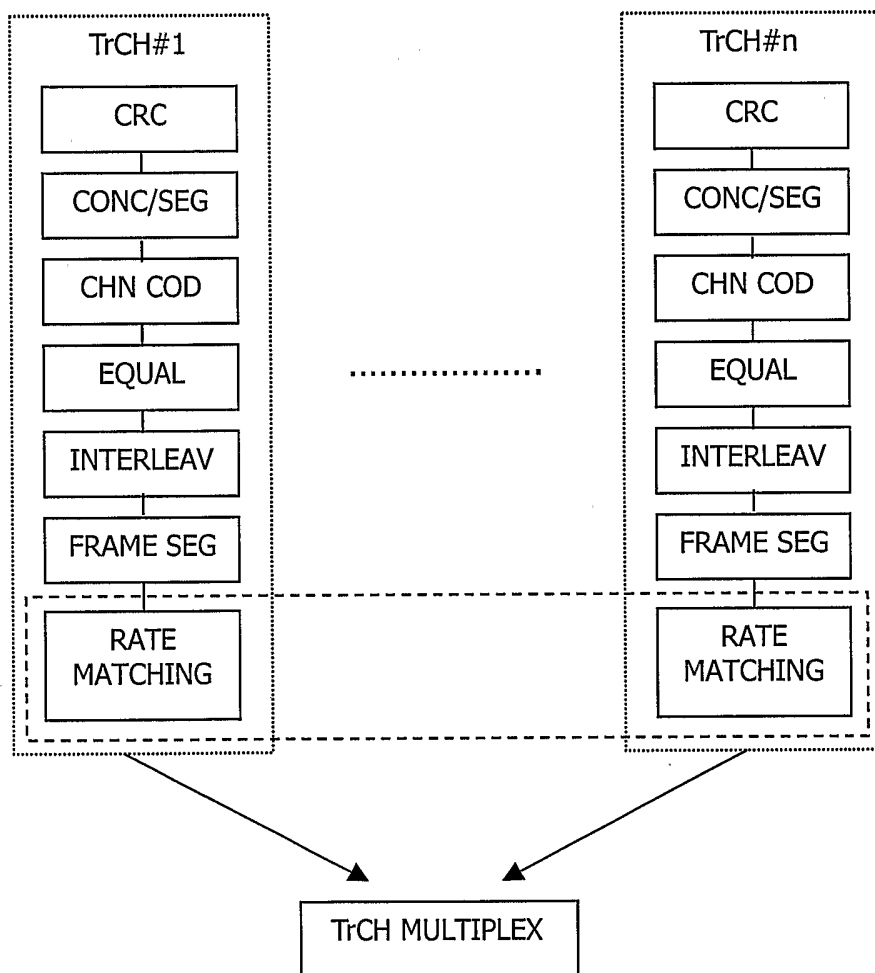 TrCH#1
CRC
CONC/SEG
CHN COD
EQUAL
INTERLEAV
FRAME SEG
RATE
MATCHING
TrCH#n
CRC
CONC/SEG
CHN COD
EQUAL
INTERLEAV
FRAME SEG
RATE
MATCHING
TrCH MULTIPLEX